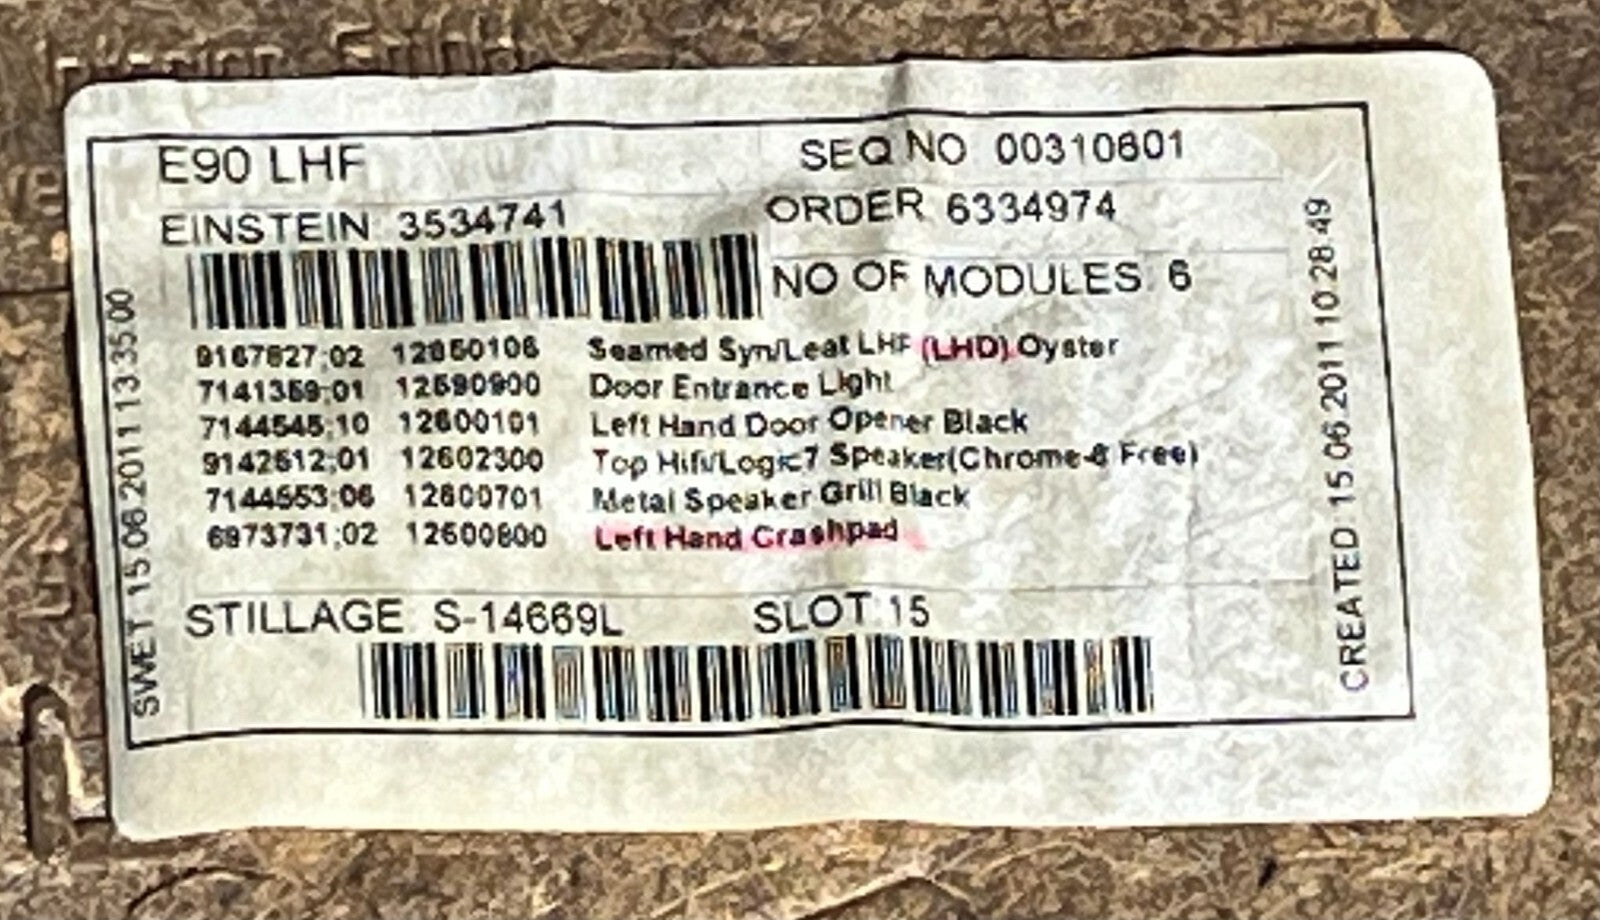 E90 LHF
SEQ NO 00310601
EINSTEIN 3534741
ORDER 6334974
NO OF MODULES 6
9167627;02 12650106 Seamed Syn/Leat LHF (LHD) Oyster
7141359;01 12590900 Door Entrance Light
7144545;10 12600101 Left Hand Door Opener Black
9142612;01 12602300 Top Hifi/Logic7 Speaker(Chrome-6 Free)
7144553;06 12600701 Metal Speaker Grill Black
6973731;02 12600800 Left Hand Crashpad
STILLAGE S-14669L SLOT 15
SWET 15.06.2011 13:35:00
CREATED 15.06.2011 10:28:49